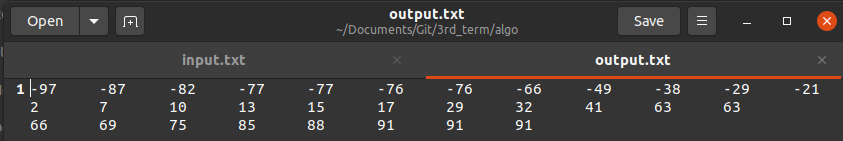 Open output.txt Save
~/Documents/Git/3rd_term/algo
input.txt output.txt
1 -97 -87 -82 -77 -77 -76 -76 -66 -49 -38 -29 -21
2 7 10 13 15 17 29 32 41 63 63
66 69 75 85 88 91 91 91